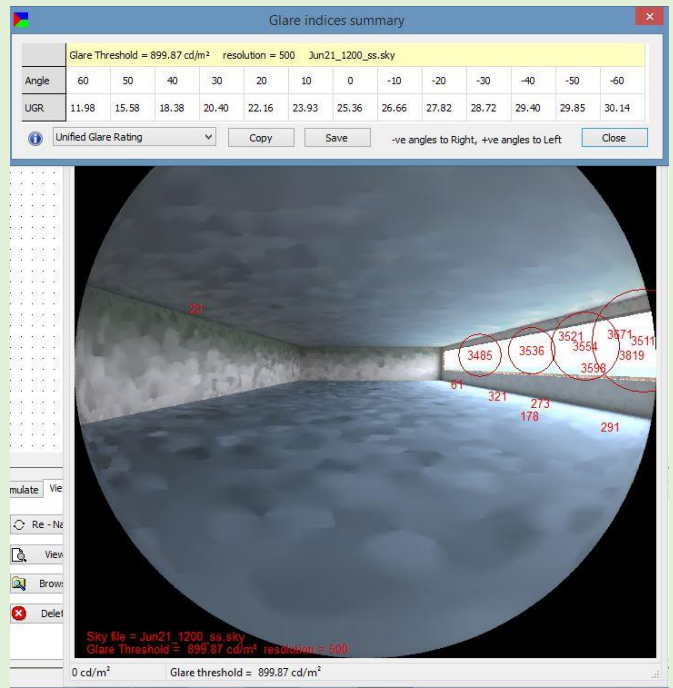 Glare indices summary
Glare Threshold = 899.87 cd/m² resolution = 500 Jun21_1200_ss.sky
Angle 60 50 40 30 20 10 0 -10 -20 -30 -40 -50 -60
UGR 11.98 15.58 18.38 20.40 22.16 23.93 25.36 26.66 27.82 28.72 29.40 29.85 30.14
Unified Glare Rating Copy Save -ve angles to Right, +ve angles to Left Close
23
3521 3671 3511
3485 3536 3554 3819
3598
61
321 273
178
291
mulate Vie
Re - Na
View
Brows
Delet
Sky file = Jun21_1200_ss.sky
Glare Threshold = 899.87 cd/m² resolution = 500
0 cd/m² Glare threshold = 899.87 cd/m²